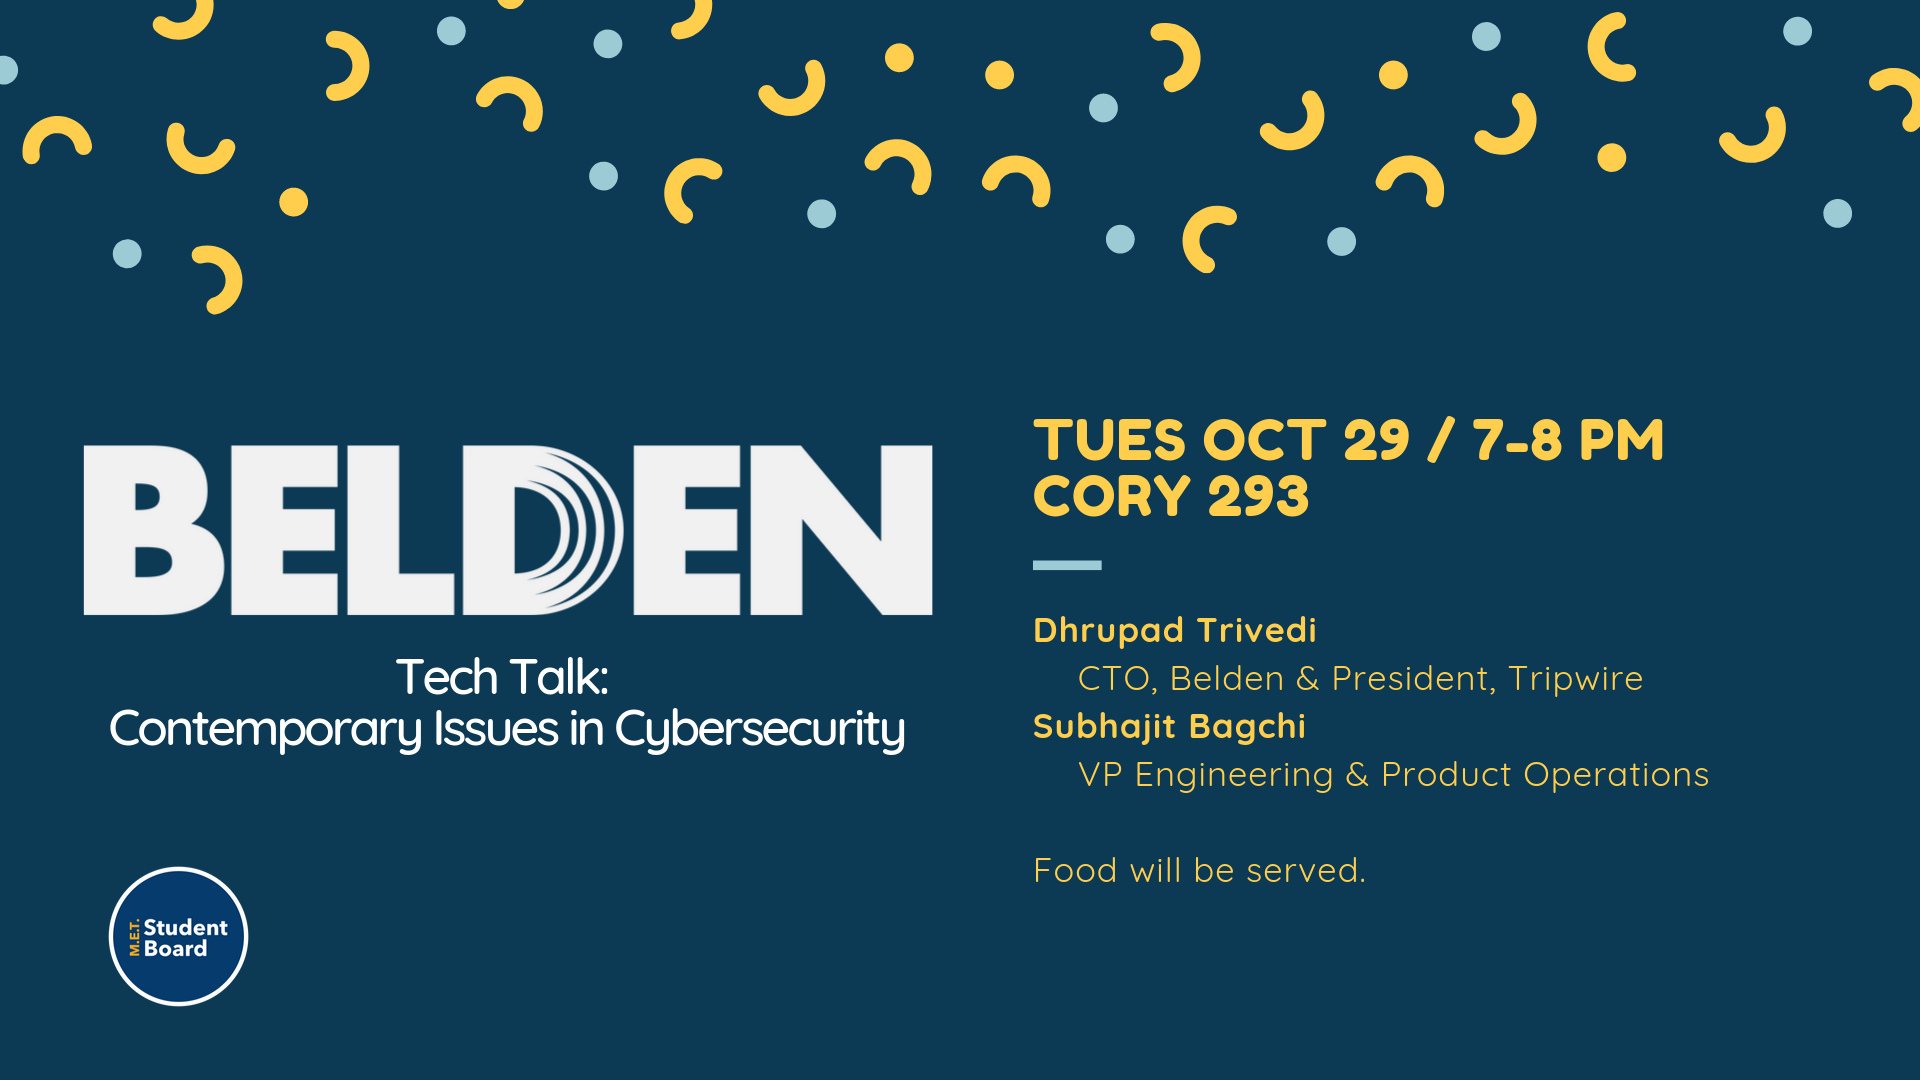 BELDEN
Tech Talk:
Contemporary Issues in Cybersecurity
TUES OCT 29 / 7-8 PM
CORY 293
Dhrupad Trivedi
CTO, Belden & President, Tripwire
Subhajit Bagchi
VP Engineering & Product Operations
Food will be served.
M.E.T.
Student
Board